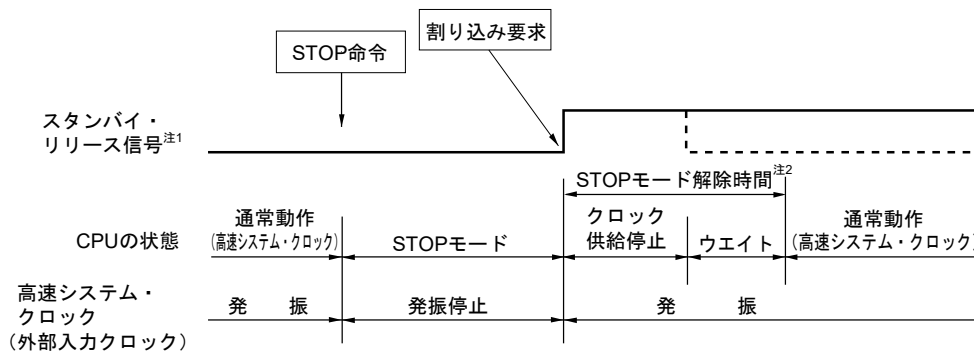 割り込み要求
STOP命令
スタンバイ・
リリース信号注1
STOPモード解除時間注2
CPUの状態
通常動作
(高速システム・クロック)
STOPモード
クロック
供給停止
ウエイト
通常動作
(高速システム・クロック)
高速システム・
クロック
(外部入力クロック)
発　振
発振停止
発　振